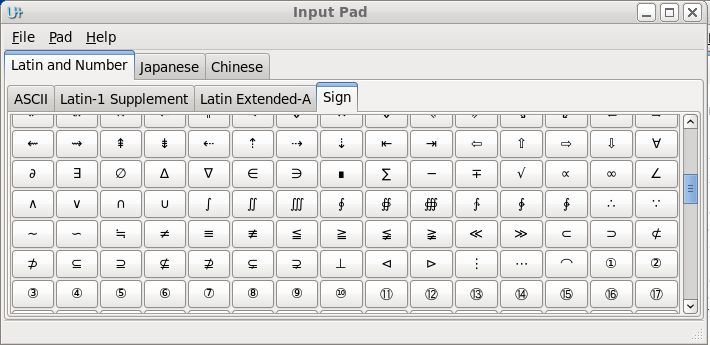 Input Pad
File Pad Help
Latin and Number Japanese Chinese
ASCII Latin-1 Supplement Latin Extended-A Sign
⇜ ⇝ ⇞ ⇟ ⇠ ⇡ ⇢ ⇣ ⇤ ⇥ ⇦ ⇧ ⇨ ⇩ ∀
∂ ∃ ∅ ∆ ∇ ∈ ∋ ∎ ∑ − ∓ √ ∝ ∞ ∠
∧ ∨ ∩ ∪ ∫ ∬ ∭ ∮ ∯ ∰ ∱ ∲ ∳ ∴ ∵
∼ ∽ ≒ ≠ ≡ ≢ ≦ ≧ ≨ ≩ ≪ ≫ ⊂ ⊃ ⊄
⊅ ⊆ ⊇ ⊈ ⊉ ⊊ ⊋ ⊥ ⊲ ⊳ ⋮ ⋯ ⌒ ① ②
③ ④ ⑤ ⑥ ⑦ ⑧ ⑨ ⑩ ⑪ ⑫ ⑬ ⑭ ⑮ ⑯ ⑰